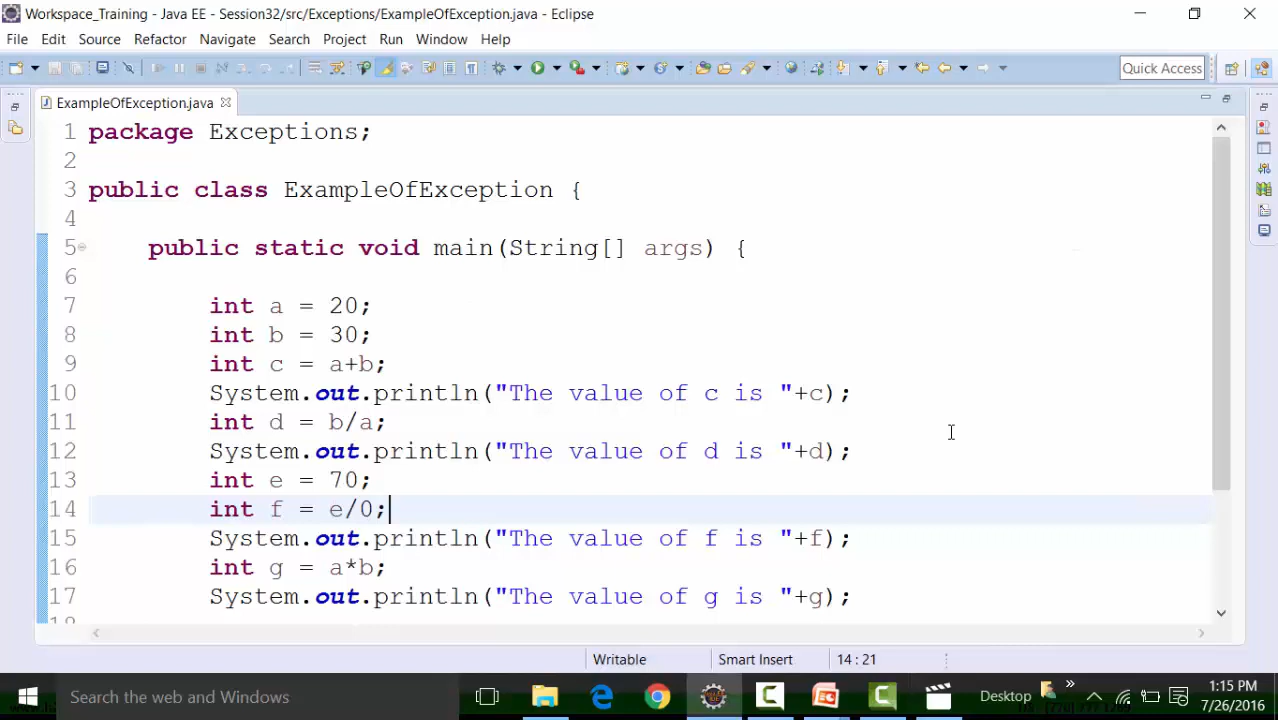 Workspace_Training - Java EE - Session32/src/Exceptions/ExampleOfException.java - Eclipse
File Edit Source Refactor Navigate Search Project Run Window Help
Quick Access
ExampleOfException.java
1 package Exceptions;
2
3 public class ExampleOfException {
4
5 public static void main(String[] args) {
6
7 int a = 20;
8 int b = 30;
9 int c = a+b;
10 System.out.println("The value of c is "+c);
11 int d = b/a;
12 System.out.println("The value of d is "+d);
13 int e = 70;
14 int f = e/0;
15 System.out.println("The value of f is "+f);
16 int g = a*b;
17 System.out.println("The value of g is "+g);
Writable Smart Insert 14 : 21
Search the web and Windows
Desktop
1:15 PM
7/26/2016